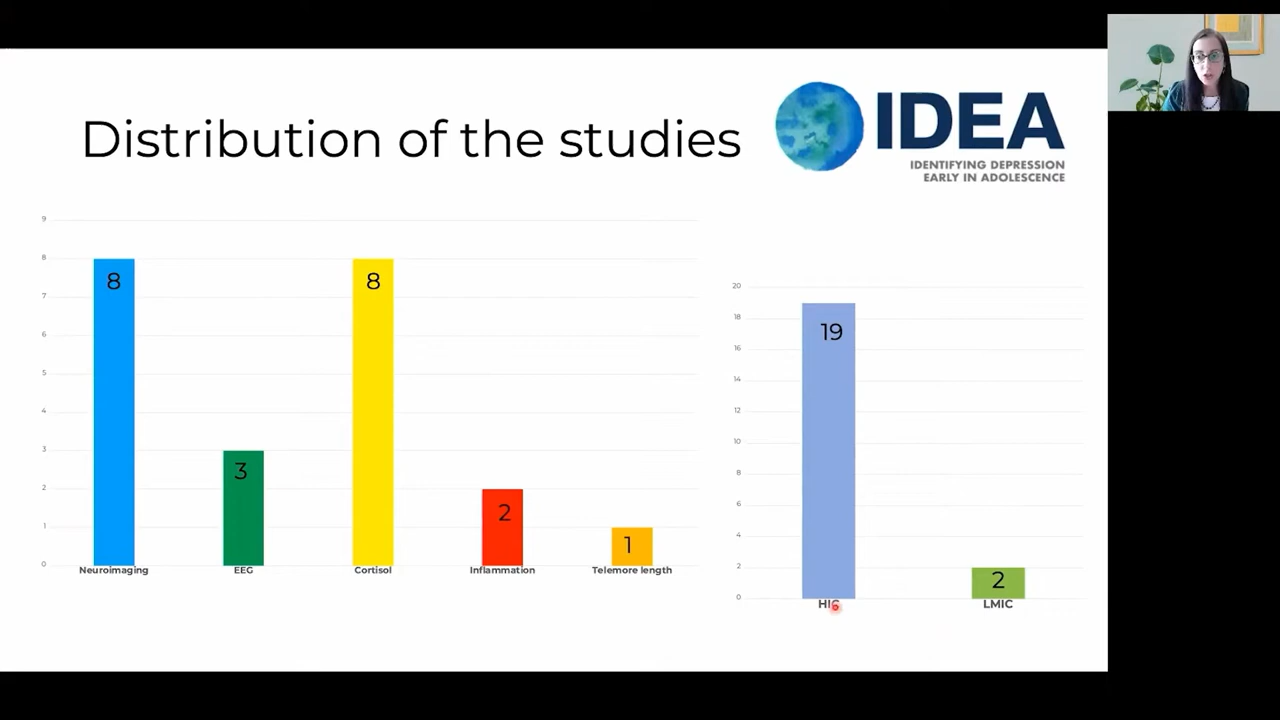 Distribution of the studies
IDEA
IDENTIFYING DEPRESSION
EARLY IN ADOLESCENCE
9
8
7
6
5
4
3
2
1
0
8
3
8
2
1
Neuroimaging
EEG
Cortisol
Inflammation
Telemore length
20
18
16
14
12
10
8
6
4
2
0
19
2
HIC
LMIC